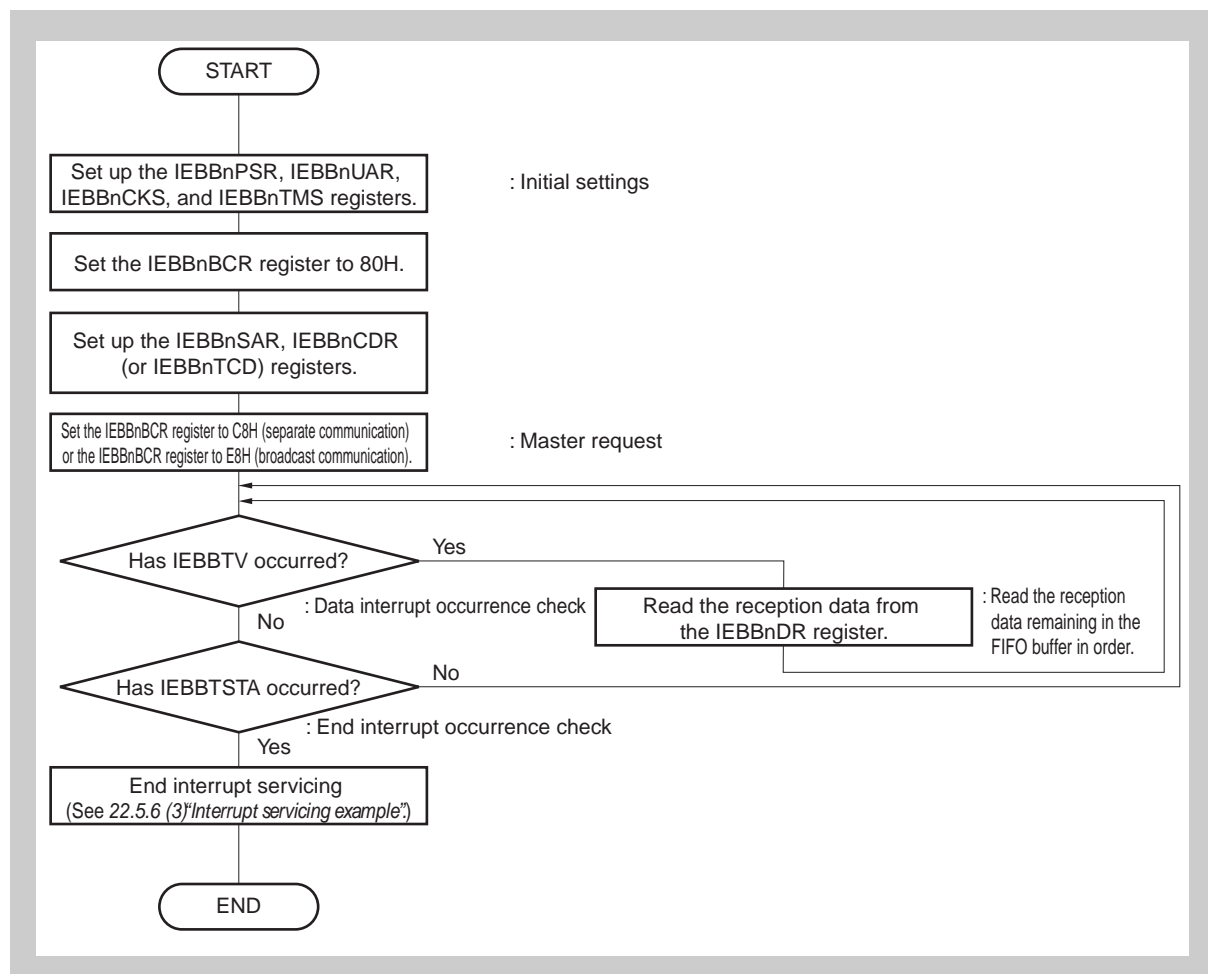 START
Set up the IEBBnPSR, IEBBnUAR,
IEBBnCKS, and IEBBnTMS registers.
: Initial settings
Set the IEBBnBCR register to 80H.
Set up the IEBBnSAR, IEBBnCDR
(or IEBBnTCD) registers.
Set the IEBBnBCR register to C8H (separate communication)
or the IEBBnBCR register to E8H (broadcast communication).
: Master request
Has IEBBTV occurred?
Yes
No
: Data interrupt occurrence check
Read the reception data from
the IEBBnDR register.
: Read the reception
data remaining in the
FIFO buffer in order.
Has IEBBTSTA occurred?
No
: End interrupt occurrence check
Yes
End interrupt servicing
(See 22.5.6 (3)“Interrupt servicing example”.)
END